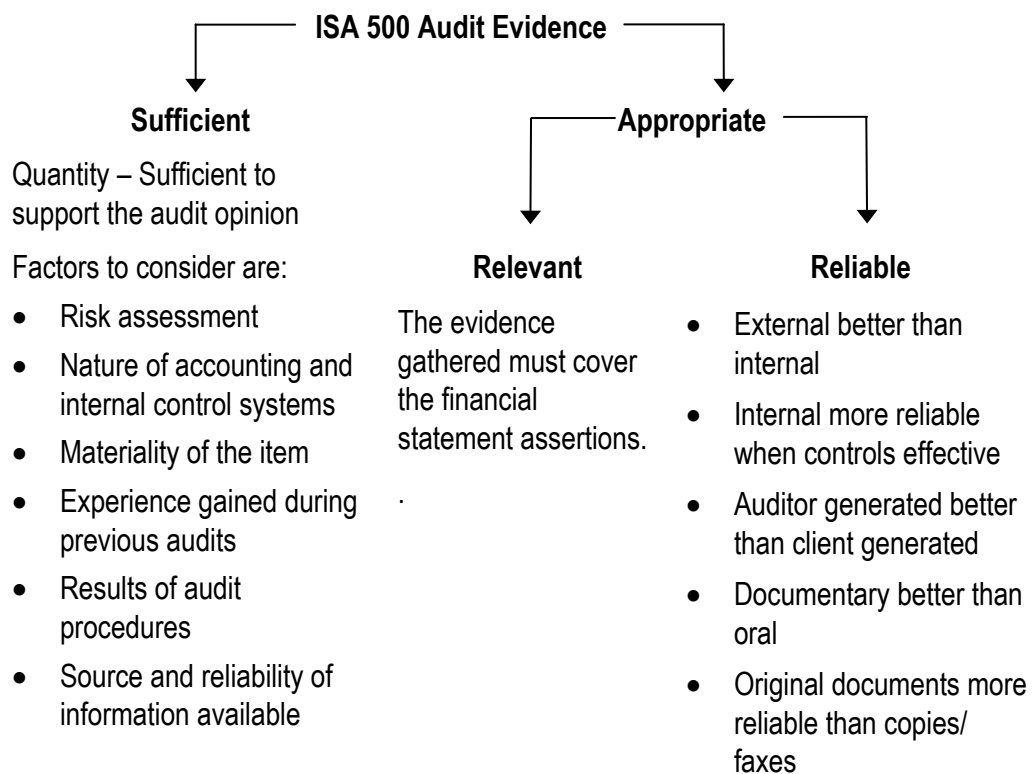 ISA 500 Audit Evidence
Sufficient
Quantity – Sufficient to
support the audit opinion
Factors to consider are:
• Risk assessment
• Nature of accounting and
internal control systems
• Materiality of the item
• Experience gained during
previous audits
• Results of audit
procedures
• Source and reliability of
information available
Appropriate
Relevant
The evidence
gathered must cover
the financial
statement assertions.
.
Reliable
• External better than
internal
• Internal more reliable
when controls effective
• Auditor generated better
than client generated
• Documentary better than
oral
• Original documents more
reliable than copies/
faxes